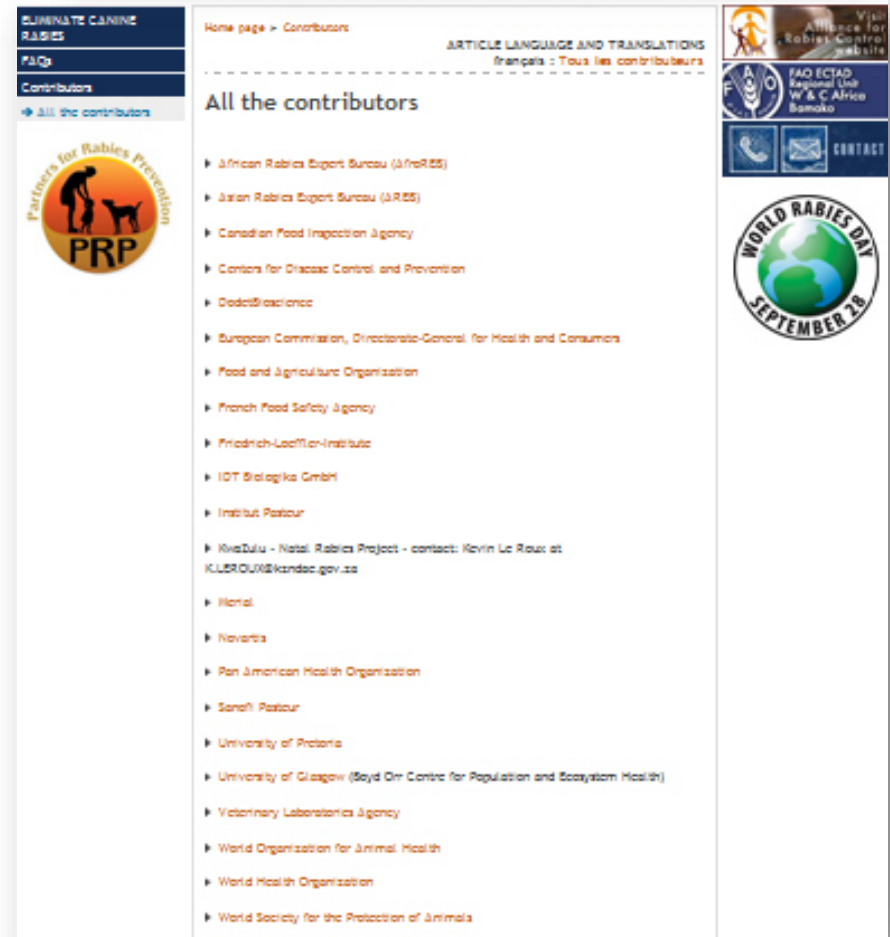 ELIMINATE CANINE
RABIES
FAQs
Contributors
All the contributors
Partners for Rabies Prevention
PRP
Home page > Contributors
ARTICLE LANGUAGE AND TRANSLATIONS
français : Tous les contributeurs
All the contributors
African Rabies Expert Bureau (AfroREB)
Asian Rabies Expert Bureau (AREB)
Canadian Food Inspection Agency
Centers for Disease Control and Prevention
DodetBioscience
European Commission, Directorate-General for Health and Consumers
Food and Agriculture Organization
French Food Safety Agency
Friedrich-Loeffler-Institute
IDT Biologika GmbH
Institut Pasteur
KwaZulu - Natal Rabies Project - contact: Kevin Le Roux at
K.LEROUX@kzndae.gov.za
Merial
Novartis
Pan American Health Organization
Sanofi Pasteur
University of Pretoria
University of Glasgow (Boyd Orr Centre for Population and Ecosystem Health)
Veterinary Laboratories Agency
World Organization for Animal Health
World Health Organization
World Society for the Protection of Animals
Visit
Alliance for
Rabies Control
website
FAO
FAO ECTAD
Regional Unit
W & C Africa
Bamako
CONTACT
WORLD RABIES DAY
SEPTEMBER 28